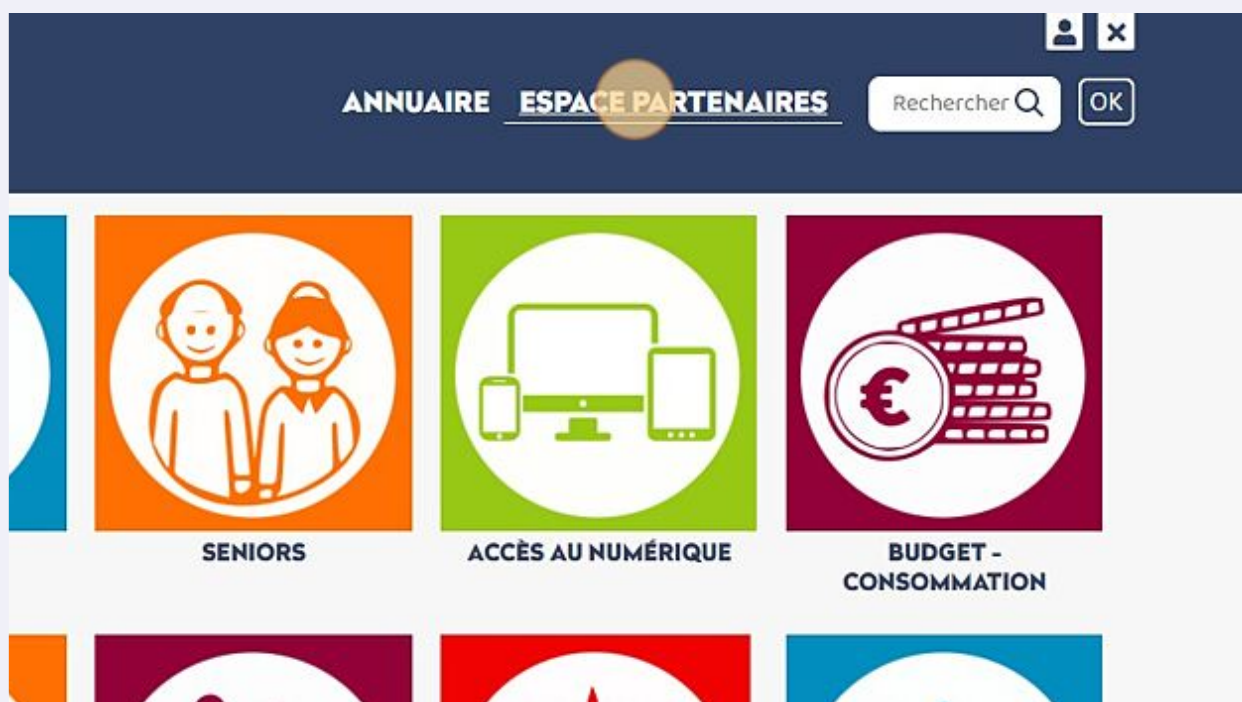 ANNUAIRE ESPACE PARTENAIRES Rechercher OK
€
SENIORS ACCÈS AU NUMÉRIQUE BUDGET -
CONSOMMATION